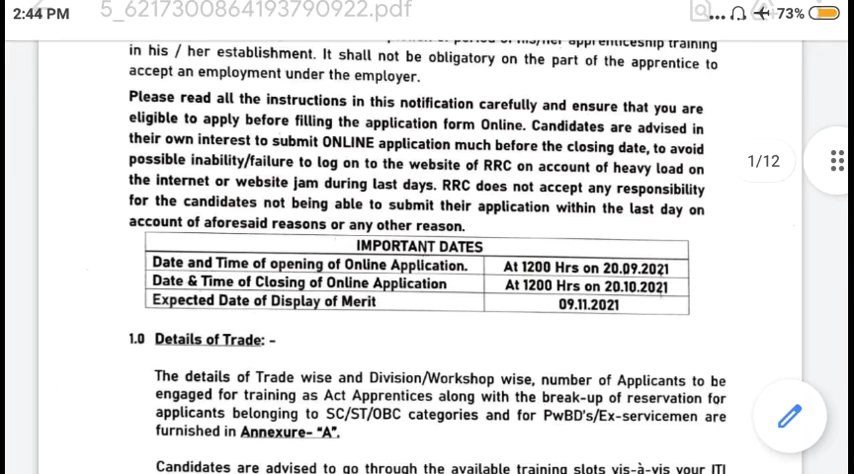 2:44 PM
5_6217300864193790922.pdf
... 73%
apprenticeship training
in his / her establishment. It shall not be obligatory on the part of the apprentice to
accept an employment under the employer.
Please read all the instructions in this notification carefully and ensure that you are
eligible to apply before filling the application form Online. Candidates are advised in
their own interest to submit ONLINE application much before the closing date, to avoid
possible inability/failure to log on to the website of RRC on account of heavy load on
the internet or website jam during last days. RRC does not accept any responsibility
for the candidates not being able to submit their application within the last day on
account of aforesaid reasons or any other reason.
1/12
IMPORTANT DATES
Date and Time of opening of Online Application. At 1200 Hrs on 20.09.2021
Date & Time of Closing of Online Application At 1200 Hrs on 20.10.2021
Expected Date of Display of Merit 09.11.2021
1.0 Details of Trade: -
The details of Trade wise and Division/Workshop wise, number of Applicants to be
engaged for training as Act Apprentices along with the break-up of reservation for
applicants belonging to SC/ST/OBC categories and for PwBD's/Ex-servicemen are
furnished in Annexure- "A".
Candidates are advised to go through the available training slots vis-à-vis your ITI